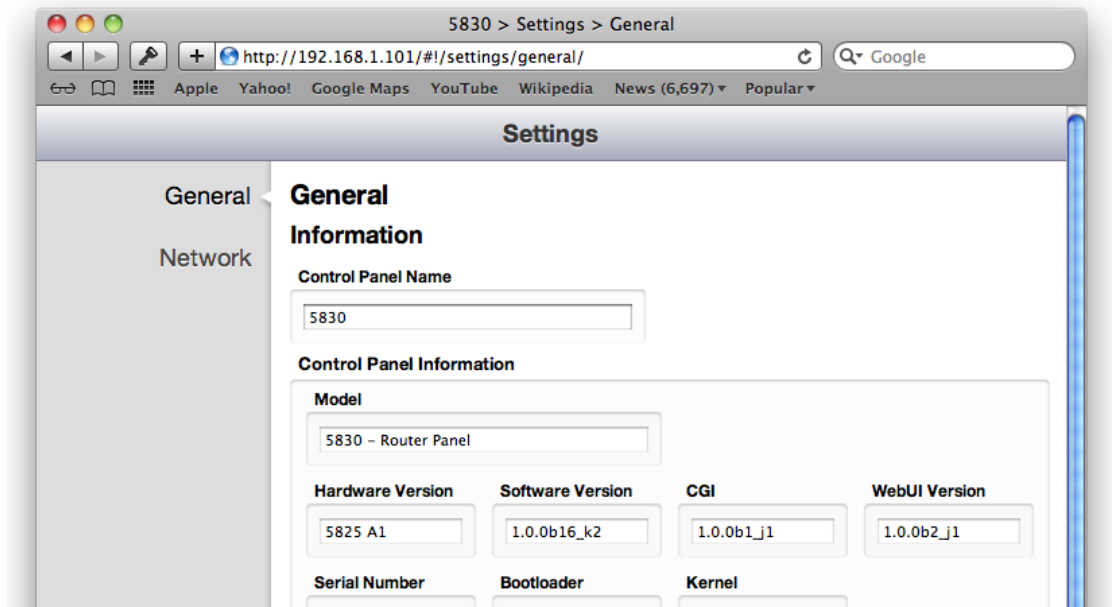 5830 > Settings > General
http://192.168.1.101/#!/settings/general/
Google
Apple Yahoo! Google Maps YouTube Wikipedia News (6,697) Popular
Settings
General
Network
General
Information
Control Panel Name
5830
Control Panel Information
Model
5830 – Router Panel
Hardware Version Software Version CGI WebUI Version
5825 A1 1.0.0b16_k2 1.0.0b1_j1 1.0.0b2_j1
Serial Number Bootloader Kernel